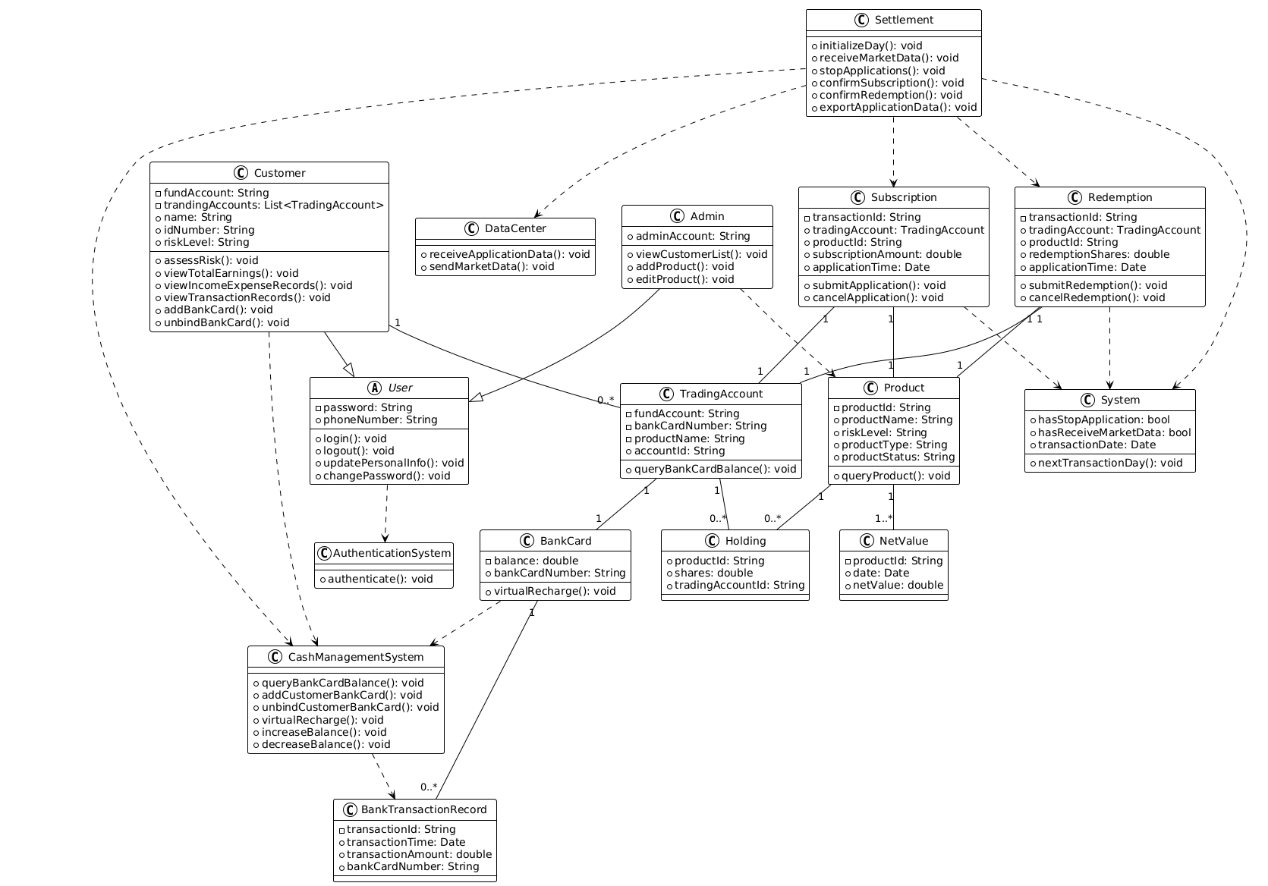 C Settlement
initializeDay(): void
receiveMarketData(): void
stopApplications(): void
confirmSubscription(): void
confirmRedemption(): void
exportApplicationData(): void
C Customer
fundAccount: String
trandingAccounts: List<TradingAccount>
name: String
idNumber: String
riskLevel: String
assessRisk(): void
viewTotalEarnings(): void
viewIncomeExpenseRecords(): void
viewTransactionRecords(): void
addBankCard(): void
unbindBankCard(): void
C DataCenter
receiveApplicationData(): void
sendMarketData(): void
C Admin
adminAccount: String
viewCustomerList(): void
addProduct(): void
editProduct(): void
C Subscription
transactionId: String
tradingAccount: TradingAccount
productId: String
subscriptionAmount: double
applicationTime: Date
submitApplication(): void
cancelApplication(): void
C Redemption
transactionId: String
tradingAccount: TradingAccount
productId: String
redemptionShares: double
applicationTime: Date
submitRedemption(): void
cancelRedemption(): void
1
1
1
1
1
1
1
1
1
0..*
A User
password: String
phoneNumber: String
login(): void
logout(): void
updatePersonalInfo(): void
changePassword(): void
C TradingAccount
fundAccount: String
bankCardNumber: String
productName: String
accountId: String
queryBankCardBalance(): void
C Product
productId: String
productName: String
riskLevel: String
productType: String
productStatus: String
queryProduct(): void
C System
hasStopApplication: bool
hasReceiveMarketData: bool
transactionDate: Date
nextTransactionDay(): void
1
1
1
1
1
0..*
0..*
1..*
C AuthenticationSystem
authenticate(): void
C BankCard
balance: double
bankCardNumber: String
virtualRecharge(): void
C Holding
productId: String
shares: double
tradingAccountId: String
C NetValue
productId: String
date: Date
netValue: double
1
C CashManagementSystem
queryBankCardBalance(): void
addCustomerBankCard(): void
unbindCustomerBankCard(): void
virtualRecharge(): void
increaseBalance(): void
decreaseBalance(): void
0..*
C BankTransactionRecord
transactionId: String
transactionTime: Date
transactionAmount: double
bankCardNumber: String